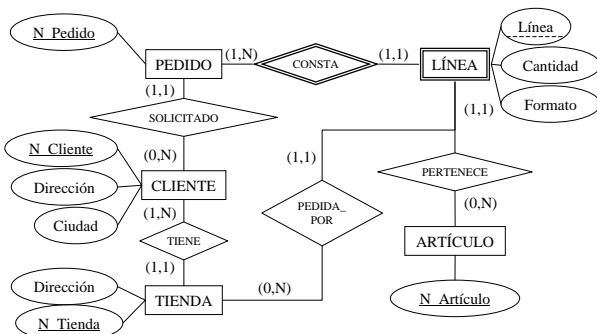 N_Pedido
PEDIDO
(1,N)
CONSTA
(1,1)
LÍNEA
Línea
Cantidad
Formato
(1,1)
SOLICITADO
(0,N)
N_Cliente
Dirección
Ciudad
CLIENTE
(1,N)
TIENE
(1,1)
Dirección
N_Tienda
TIENDA
(0,N)
(1,1)
PEDIDA_
POR
(1,1)
PERTENECE
(0,N)
ARTÍCULO
N_Artículo